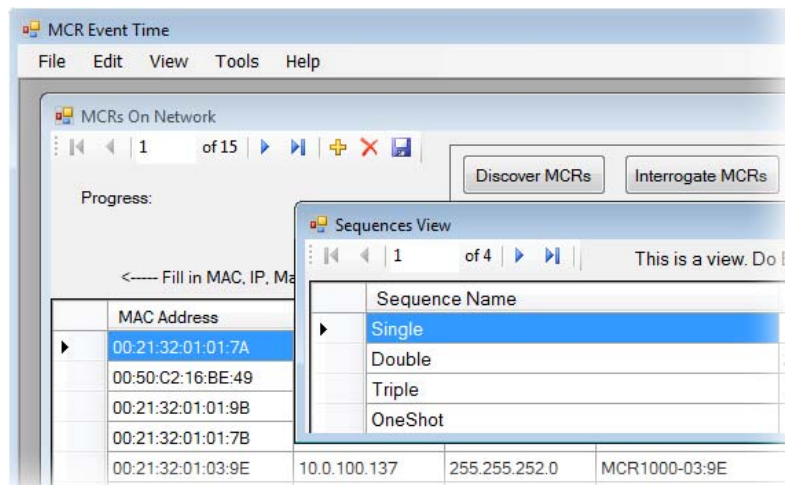 MCR Event Time
File Edit View Tools Help
MCRs On Network
1 of 15
Discover MCRs Interrogate MCRs
Progress:
Sequences View
1 of 4 This is a view. Do
<----- Fill in MAC, IP,
Sequence Name
MAC Address
Single
00:21:32:01:01:7A
Double
00:50:C2:16:BE:49
Triple
00:21:32:01:01:9B
OneShot
00:21:32:01:01:7B
00:21:32:01:03:9E 10.0.100.137 255.255.252.0 MCR1000-03:9E